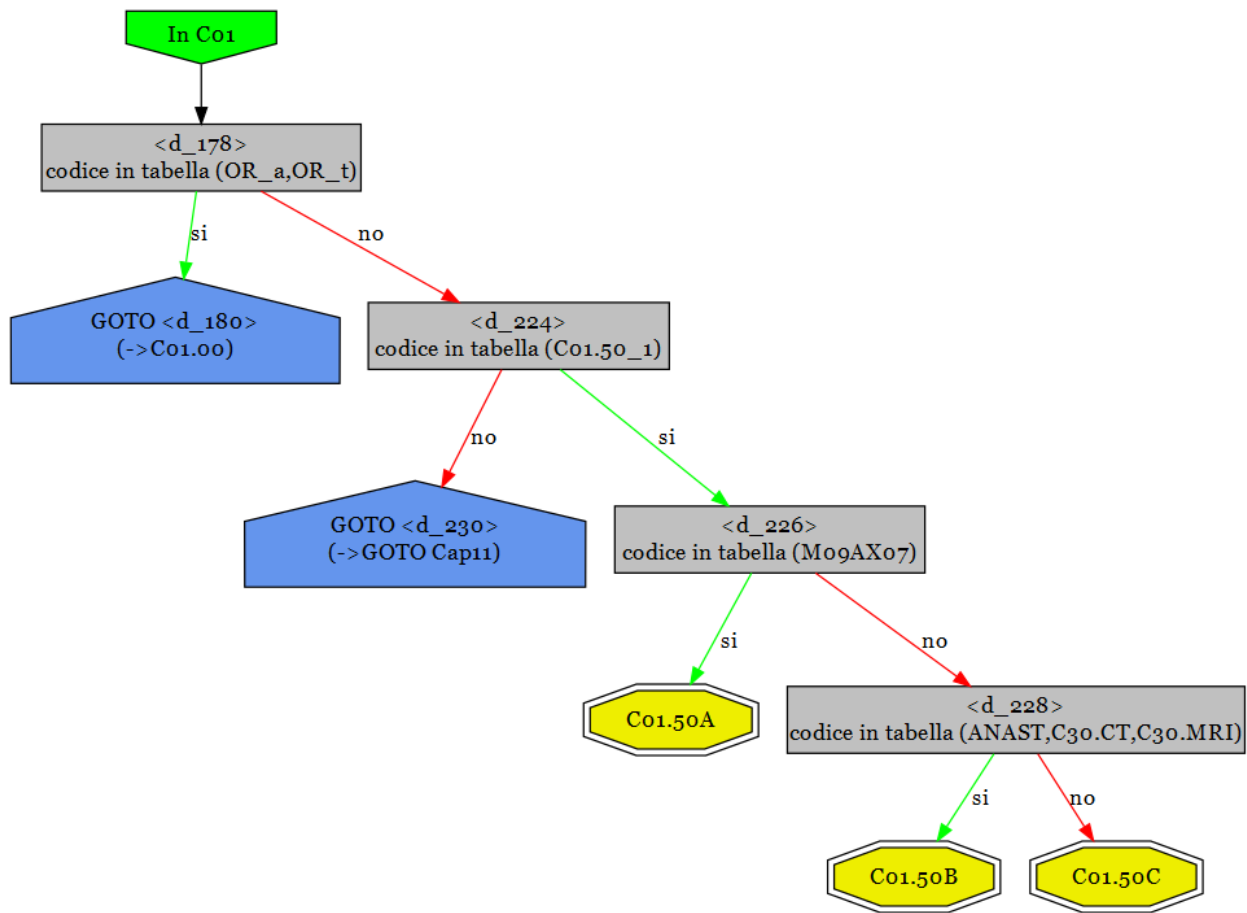 In C01
<d_178>
codice in tabella (OR_a,OR_t)
si
no
GOTO <d_180>
(->C01.00)
<d_224>
codice in tabella (C01.50_1)
no
si
GOTO <d_230>
(->GOTO Cap11)
<d_226>
codice in tabella (M09AX07)
si
no
C01.50A
<d_228>
codice in tabella (ANAST,C30.CT,C30.MRI)
si
no
C01.50B
C01.50C